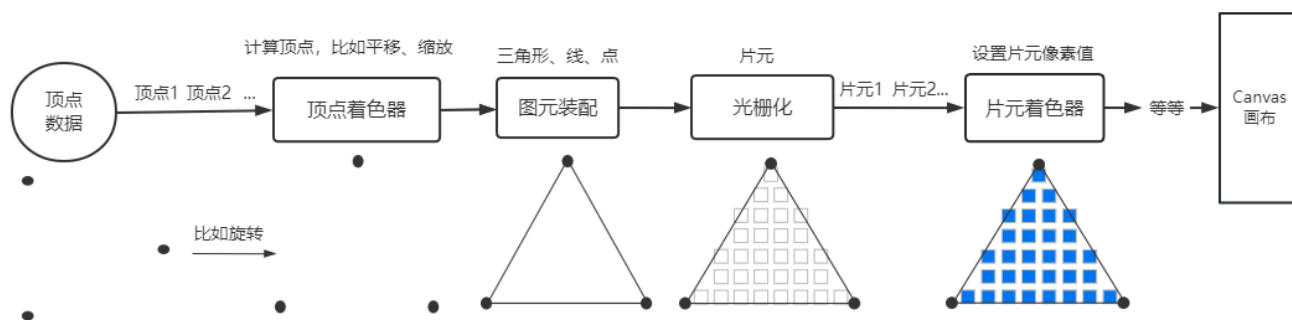 计算顶点，比如平移、缩放
三角形、线、点
片元
设置片元像素值
顶点
数据
顶点1 顶点2 ...
顶点着色器
图元装配
光栅化
片元1 片元2...
片元着色器
等等
Canvas
画布
比如旋转